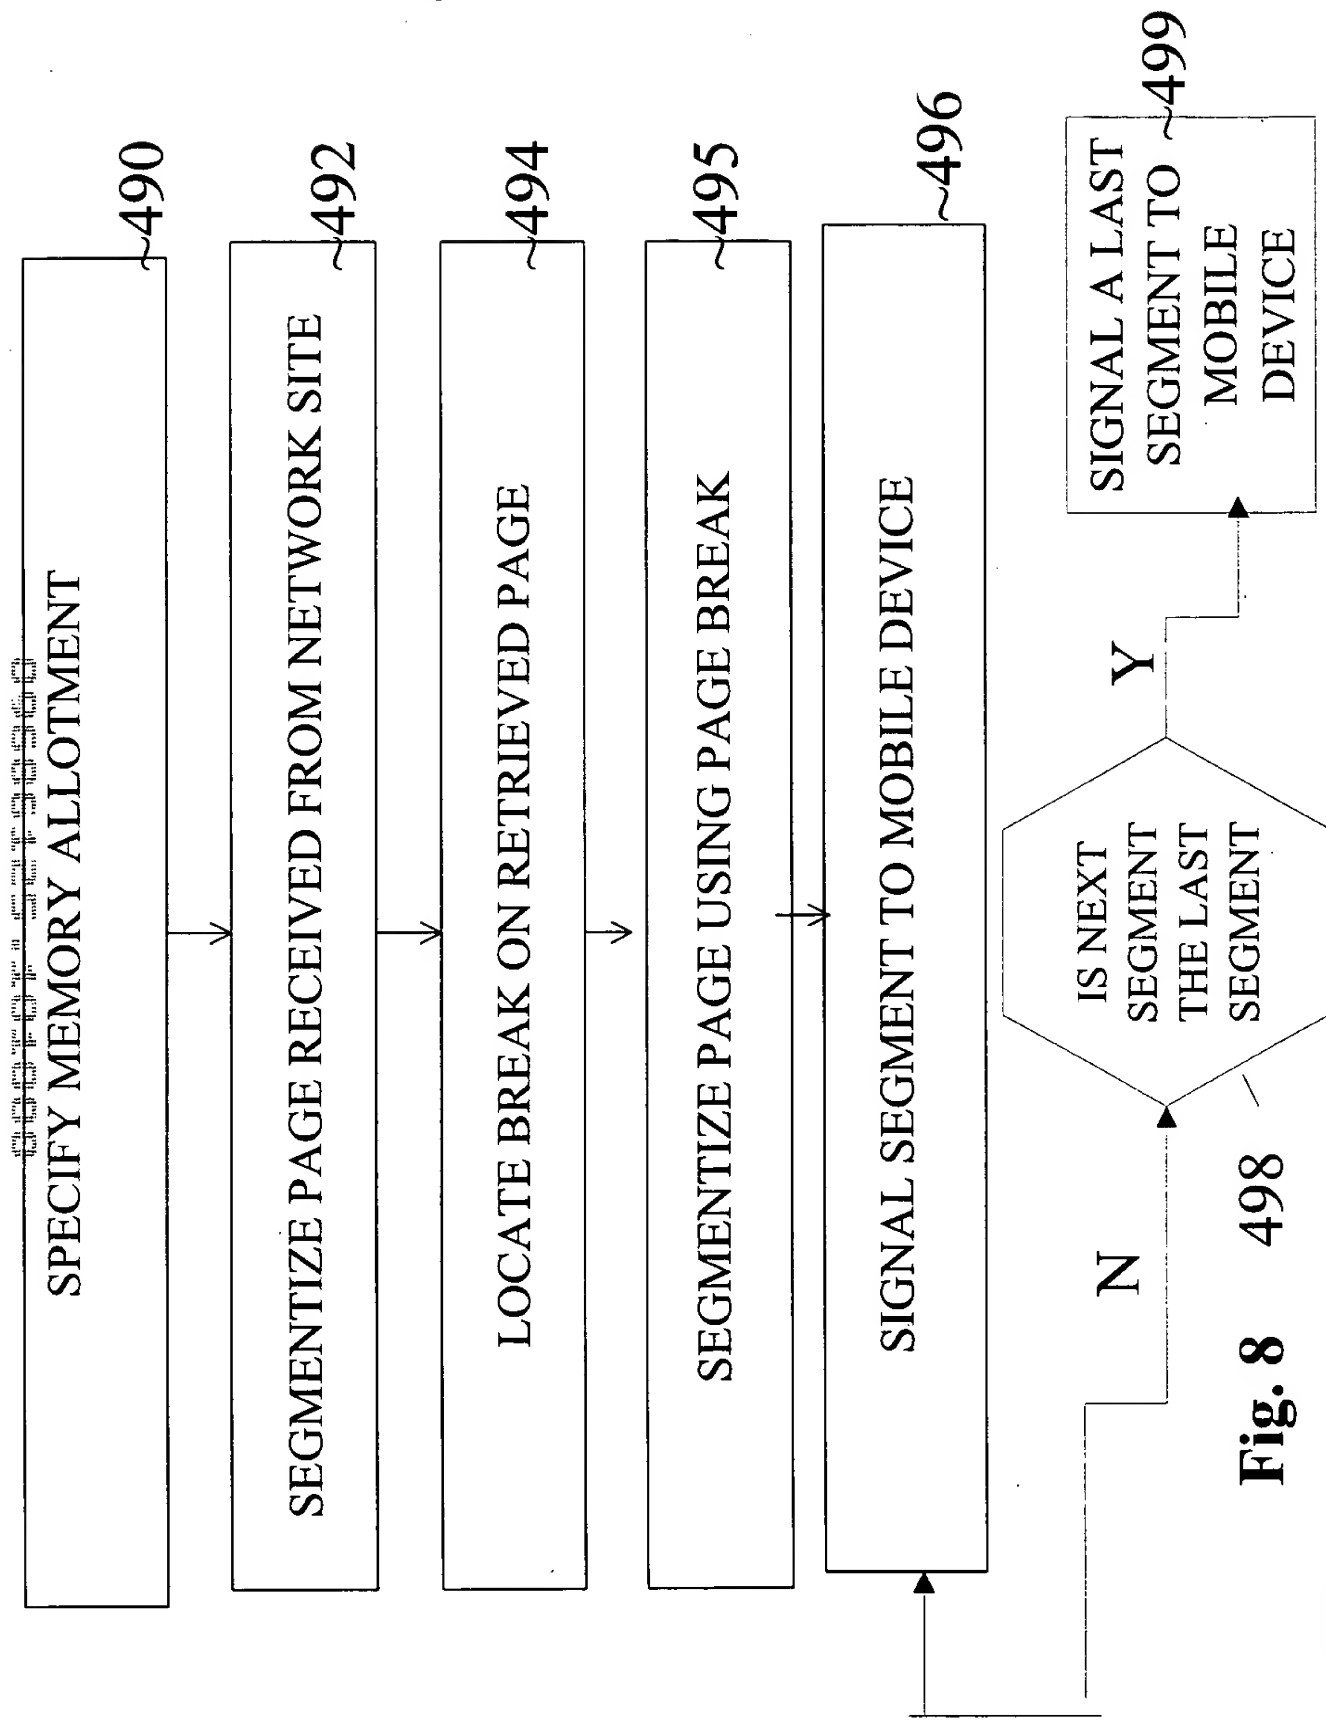 SPECIFY MEMORY ALLOTMENT
490
SEGMENTIZE PAGE RECEIVED FROM NETWORK SITE
492
LOCATE BREAK ON RETRIEVED PAGE
494
SEGMENTIZE PAGE USING PAGE BREAK
495
SIGNAL SEGMENT TO MOBILE DEVICE
496
N
IS NEXT
SEGMENT
THE LAST
SEGMENT
498
Y
SIGNAL A LAST
SEGMENT TO
MOBILE
DEVICE
499
Fig. 8